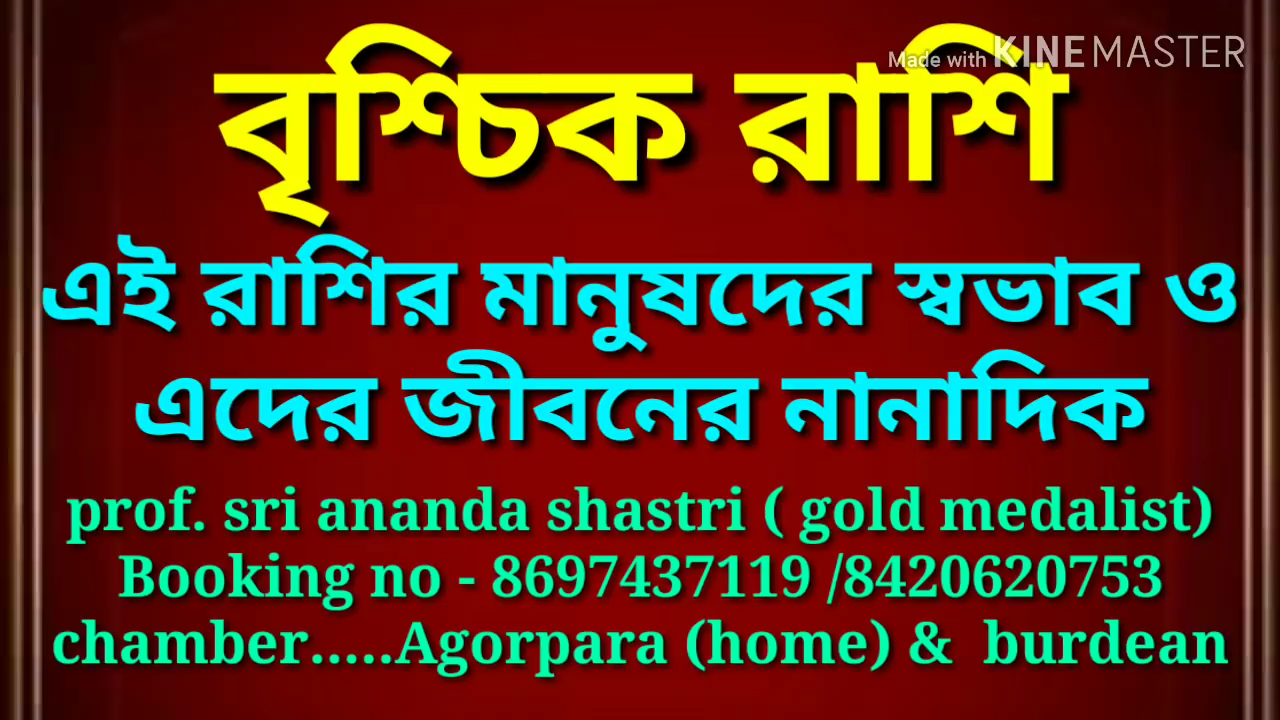 Made with KINEMASTER
বৃশ্চিক রাশি
এই রাশির মানুষদের স্বভাব ও
এদের জীবনের নানাদিক
prof. sri ananda shastri ( gold medalist)
Booking no - 8697437119 /8420620753
chamber.....Agorpara (home) &  burdean